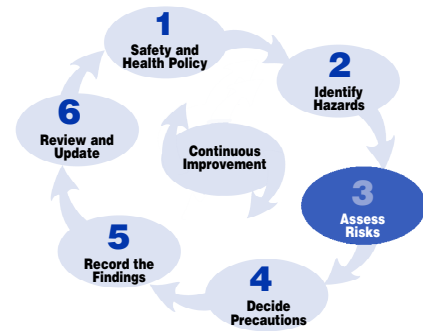 1
Safety and
Health Policy
2
Identify
Hazards
3
Assess
Risks
4
Decide
Precautions
5
Record the
Findings
6
Review and
Update
Continuous
Improvement